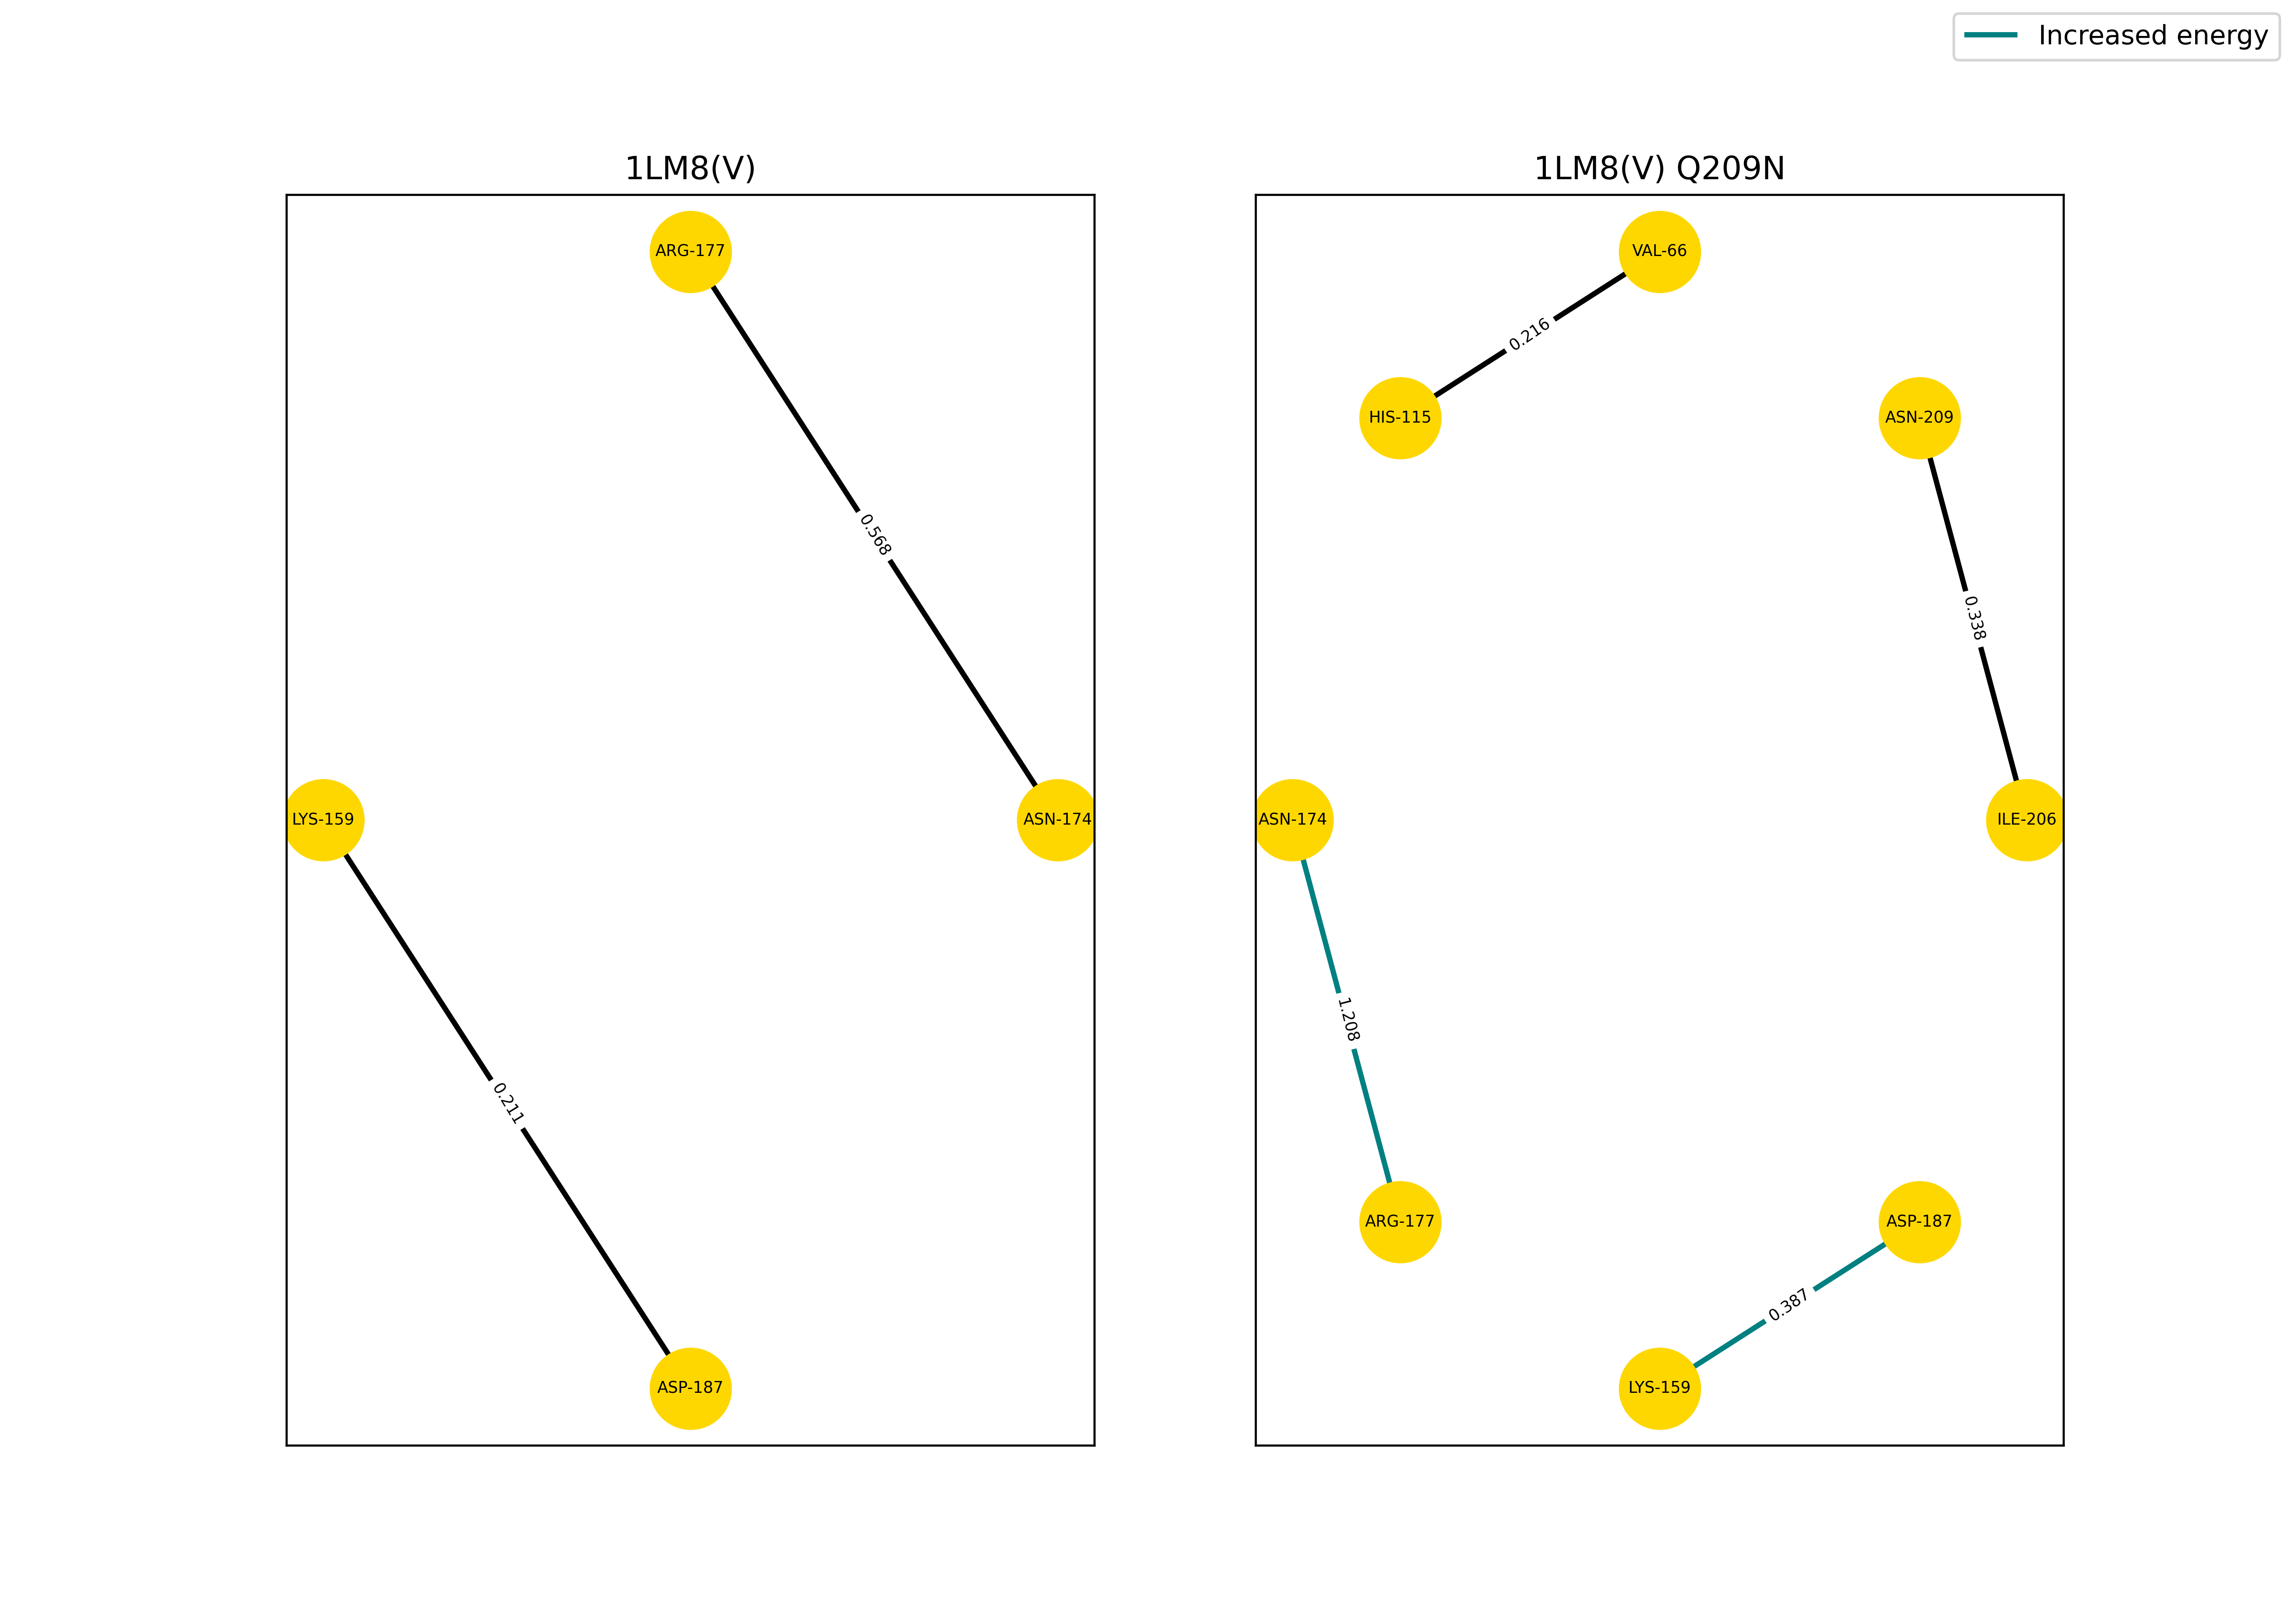 Increased energy
1LM8(V)
ARG-177
0.568
LYS-159
ASN-174
0.211
ASP-187
1LM8(V) Q209N
VAL-66
0.216
HIS-115
ASN-209
0.338
ASN-174
ILE-206
1.208
ARG-177
ASP-187
0.387
LYS-159